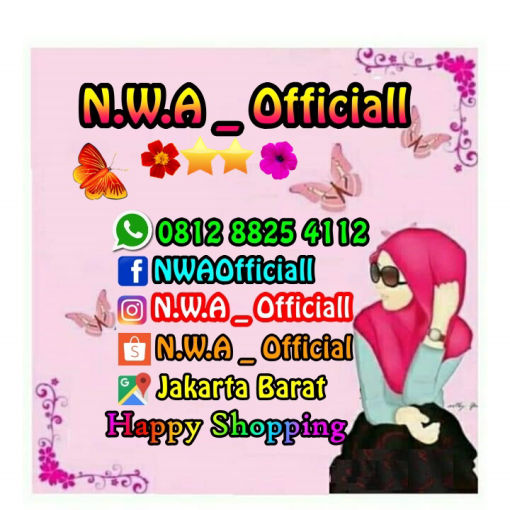 N.W.A _ Officiall
0812 8825 4112
NWAOfficiall
N.W.A _ Officiall
N.W.A _ Official
Jakarta Barat
Happy Shopping